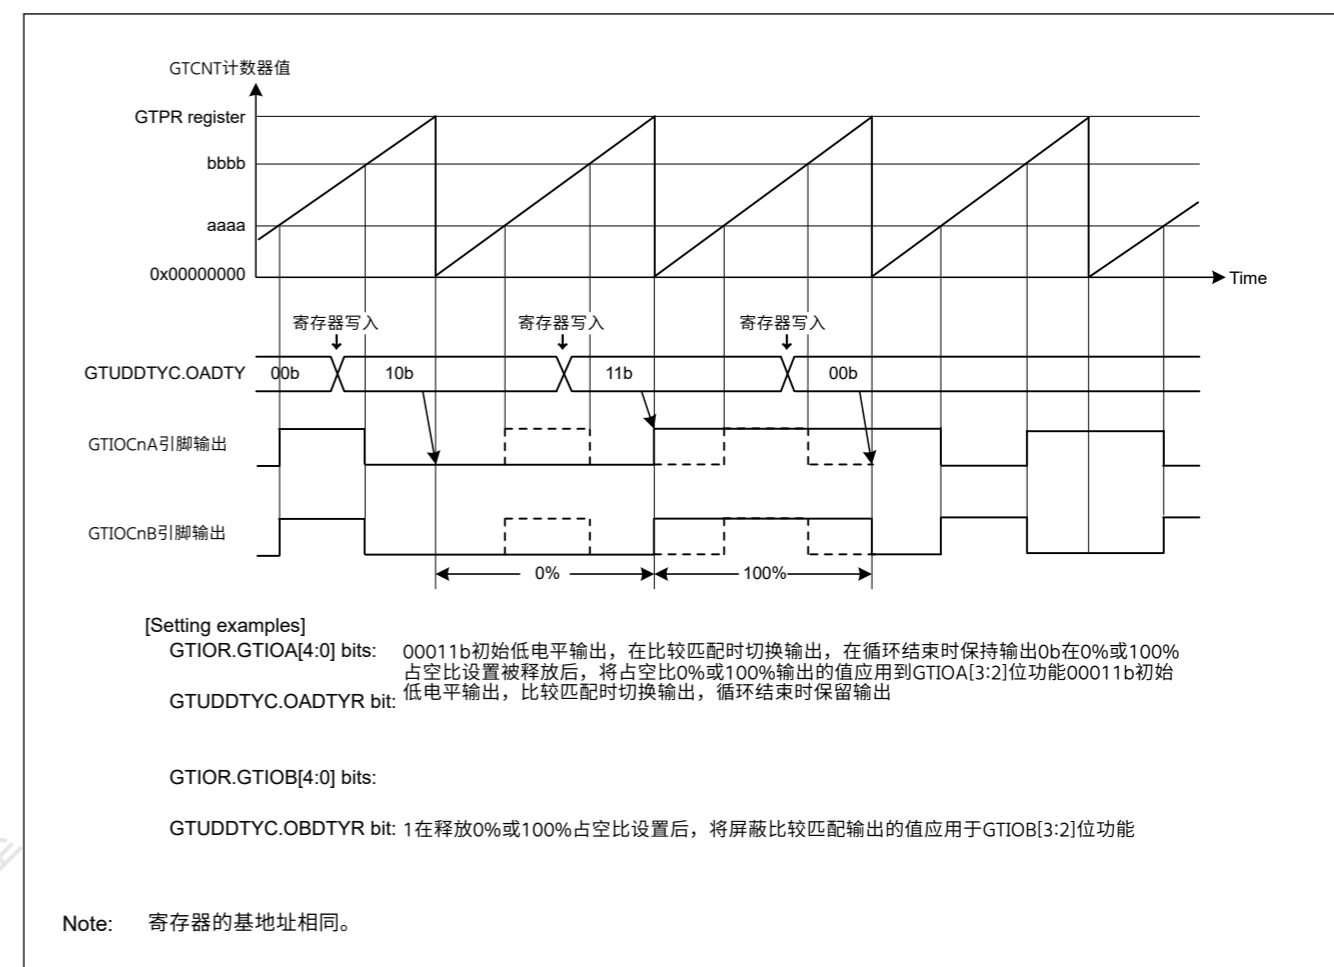 GTCNT计数器值
GTPR register
bbbb
aaaa
0x00000000
Time
寄存器写入 寄存器写入 寄存器写入
GTUDDTYC.OADTY 00b 10b 11b 00b
GTIOCnA引脚输出
GTIOCnB引脚输出
0% 100%
[Setting examples]
GTIOR.GTIOA[4:0] bits: 00011b初始低电平输出，在比较匹配时切换输出，在循环结束时保持输出0b在0%或100%
占空比设置被释放后，将占空比0%或100%输出的值应用到GTIOA[3:2]位功能00011b初始
GTUDDTYC.OADTYR bit: 低电平输出，比较匹配时切换输出，循环结束时保留输出
GTIOR.GTIOB[4:0] bits:
GTUDDTYC.OBDTYR bit: 1在释放0%或100%占空比设置后，将屏蔽比较匹配输出的值应用于GTIOB[3:2]位功能
Note: 寄存器的基地址相同。